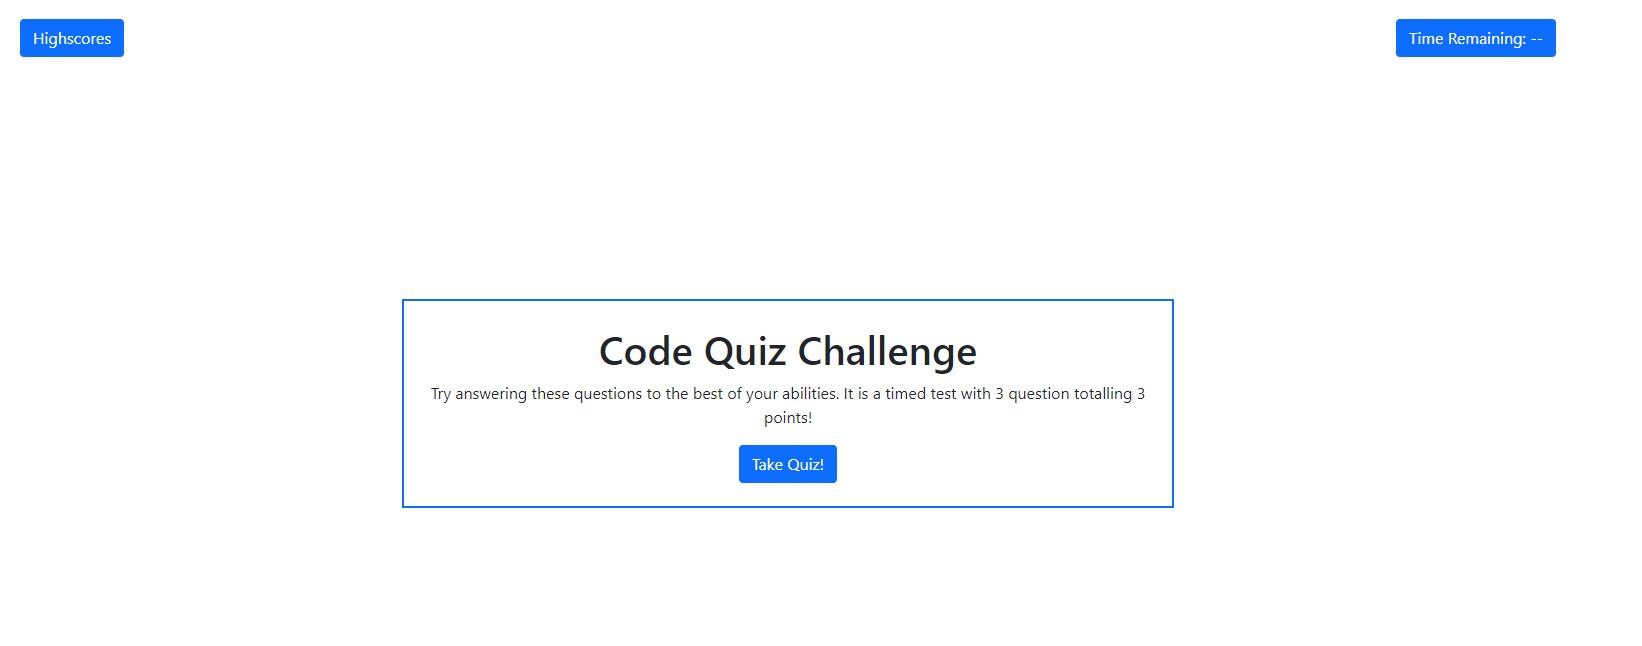 Highscores
Time Remaining: --
Code Quiz Challenge
Try answering these questions to the best of your abilities. It is a timed test with 3 question totalling 3
points!
Take Quiz!